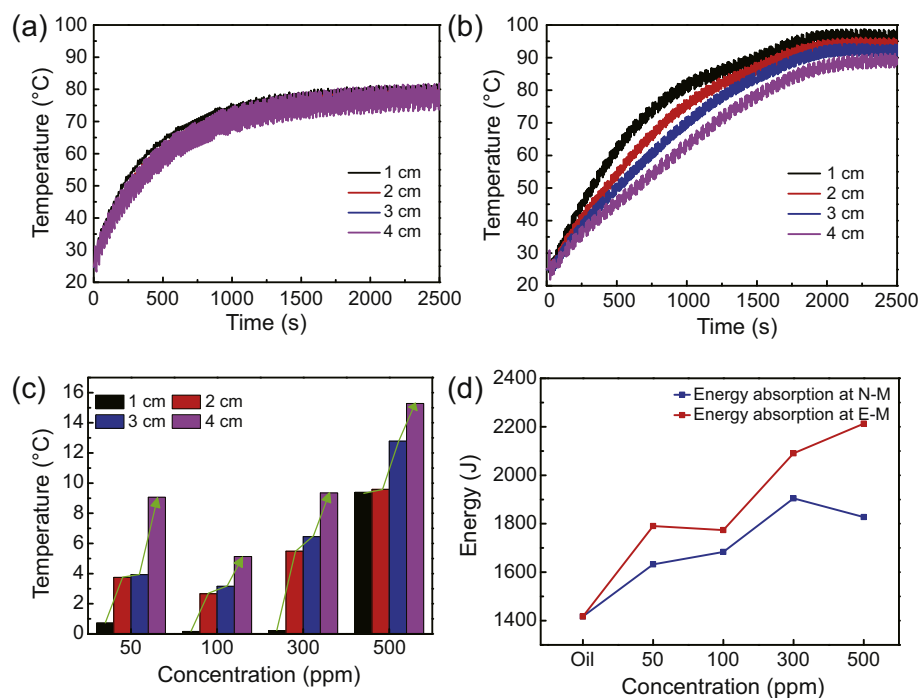 (a)
100
90
80
70
60
50
40
30
20
Temperature (°C)
1 cm
2 cm
3 cm
4 cm
0 500 1000 1500 2000 2500
Time (s)
(b)
100
90
80
70
60
50
40
30
20
Temperature (°C)
1 cm
2 cm
3 cm
4 cm
0 500 1000 1500 2000 2500
Time (s)
(c)
16
14
12
10
8
6
4
2
0
Temperature (°C)
1 cm 2 cm
3 cm 4 cm
50 100 300 500
Concentration (ppm)
(d)
2400
2200
2000
1800
1600
1400
Energy (J)
Energy absorption at N-M
Energy absorption at E-M
Oil 50 100 300 500
Concentration (ppm)